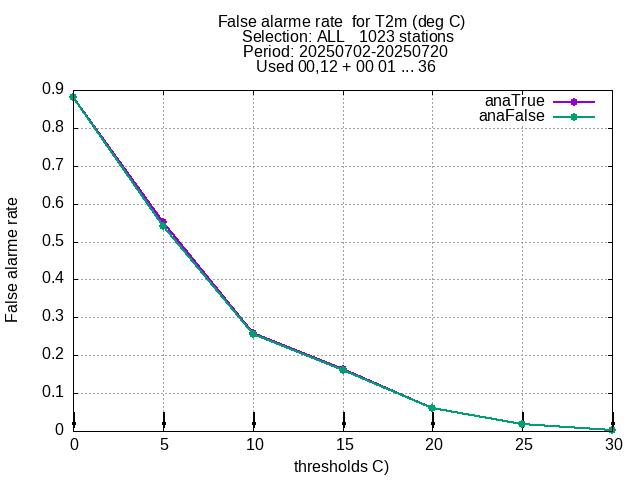 False alarme rate  for T2m (deg C)
Selection: ALL   1023 stations
Period: 20250702-20250720
Used 00,12 + 00 01 ... 36
anaTrue
anaFalse
0.9
0.8
0.7
0.6
0.5
0.4
0.3
0.2
0.1
0
False alarme rate
0 5 10 15 20 25 30
thresholds C)